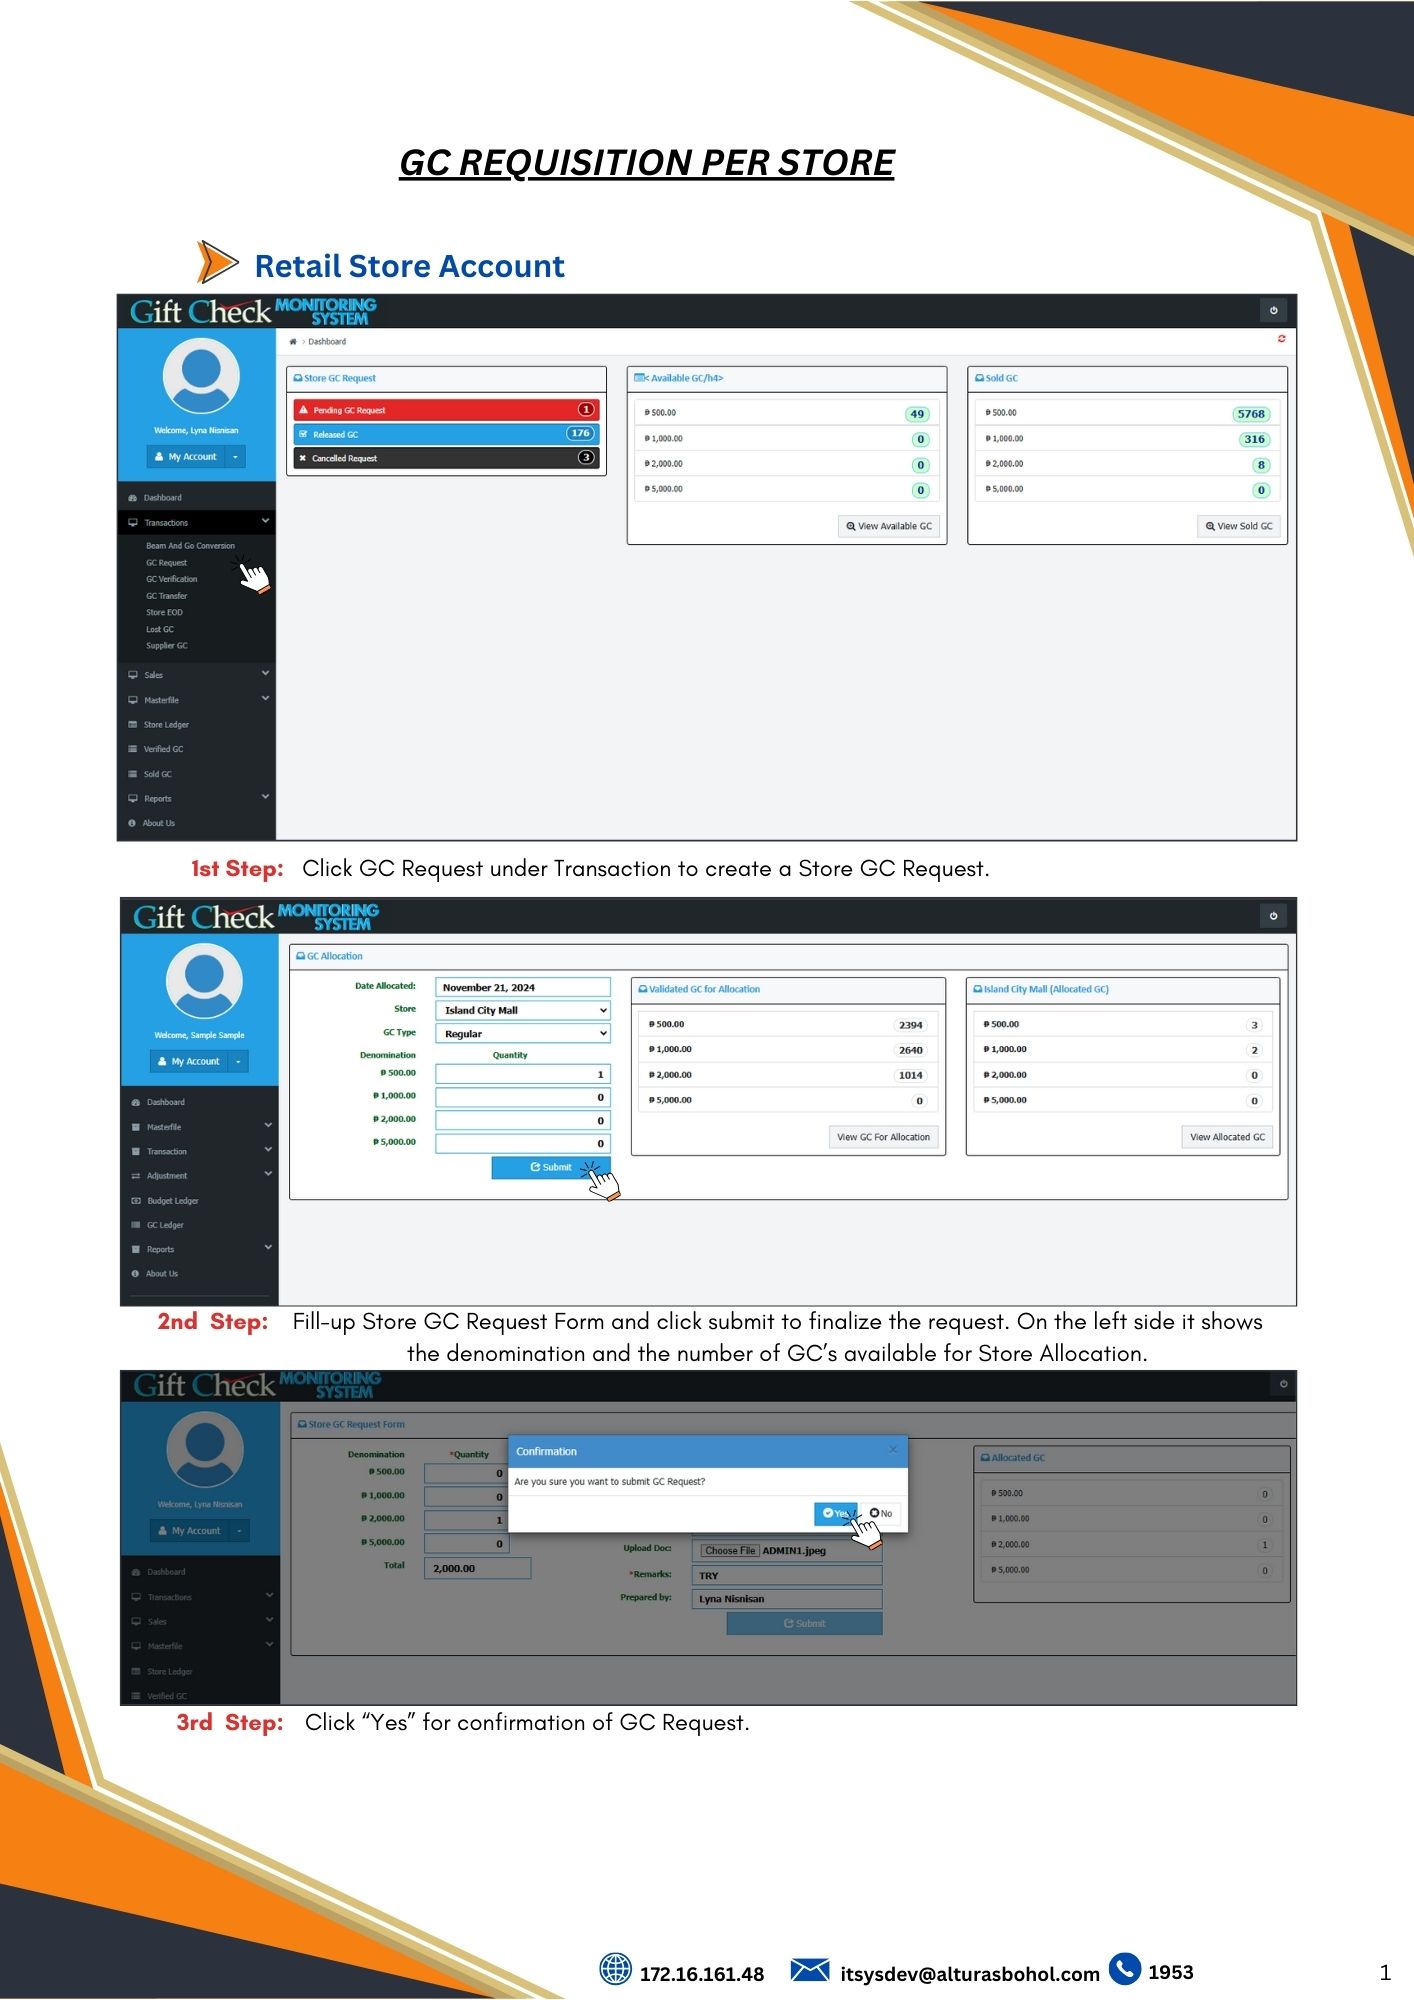 GC REQUISITION PER STORE
Retail Store Account
Gift Check MONITORING SYSTEM
Dashboard
Welcome, Lyna Nisnisan
My Account
Dashboard
Transactions
Beam And Go Conversion
GC Request
GC Verification
GC Transfer
Store EOD
Lost GC
Supplier GC
Sales
Masterfile
Store Ledger
Verified GC
Sold GC
Reports
About Us
Store GC Request
Pending GC Request 1
Released GC 176
Cancelled Request 3
< Available GC/h4>
₱ 500.00 49
₱ 1,000.00 0
₱ 2,000.00 0
₱ 5,000.00 0
View Available GC
Sold GC
₱ 500.00 5768
₱ 1,000.00 316
₱ 2,000.00 8
₱ 5,000.00 0
View Sold GC
1st Step: Click GC Request under Transaction to create a Store GC Request.
Gift Check MONITORING SYSTEM
Welcome, Sample Sample
My Account
Dashboard
Masterfile
Transaction
Adjustment
Budget Ledger
GC Ledger
Reports
About Us
GC Allocation
Date Allocated: November 21, 2024
Store Island City Mall
GC Type Regular
Denomination Quantity
₱ 500.00 1
₱ 1,000.00 0
₱ 2,000.00 0
₱ 5,000.00 0
Submit
Validated GC for Allocation
₱ 500.00 2394
₱ 1,000.00 2640
₱ 2,000.00 1014
₱ 5,000.00 0
View GC For Allocation
Island City Mall (Allocated GC)
₱ 500.00 3
₱ 1,000.00 2
₱ 2,000.00 0
₱ 5,000.00 0
View Allocated GC
2nd Step: Fill-up Store GC Request Form and click submit to finalize the request. On the left side it shows
the denomination and the number of GC's available for Store Allocation.
Gift Check MONITORING SYSTEM
Welcome, Lyna Nisnisan
My Account
Dashboard
Transactions
Sales
Masterfile
Store Ledger
Verified GC
Store GC Request Form
Denomination *Quantity
₱ 500.00 0
₱ 1,000.00 0
₱ 2,000.00 1
₱ 5,000.00 0
Total 2,000.00
Confirmation
Are you sure you want to submit GC Request?
Yes No
Upload Doc: Choose File ADMIN1.jpeg
*Remarks: TRY
Prepared by: Lyna Nisnisan
Submit
Allocated GC
₱ 500.00 0
₱ 1,000.00 0
₱ 2,000.00 1
₱ 5,000.00 0
3rd Step: Click “Yes” for confirmation of GC Request.
172.16.161.48 itsysdev@alturasbohol.com 1953
1